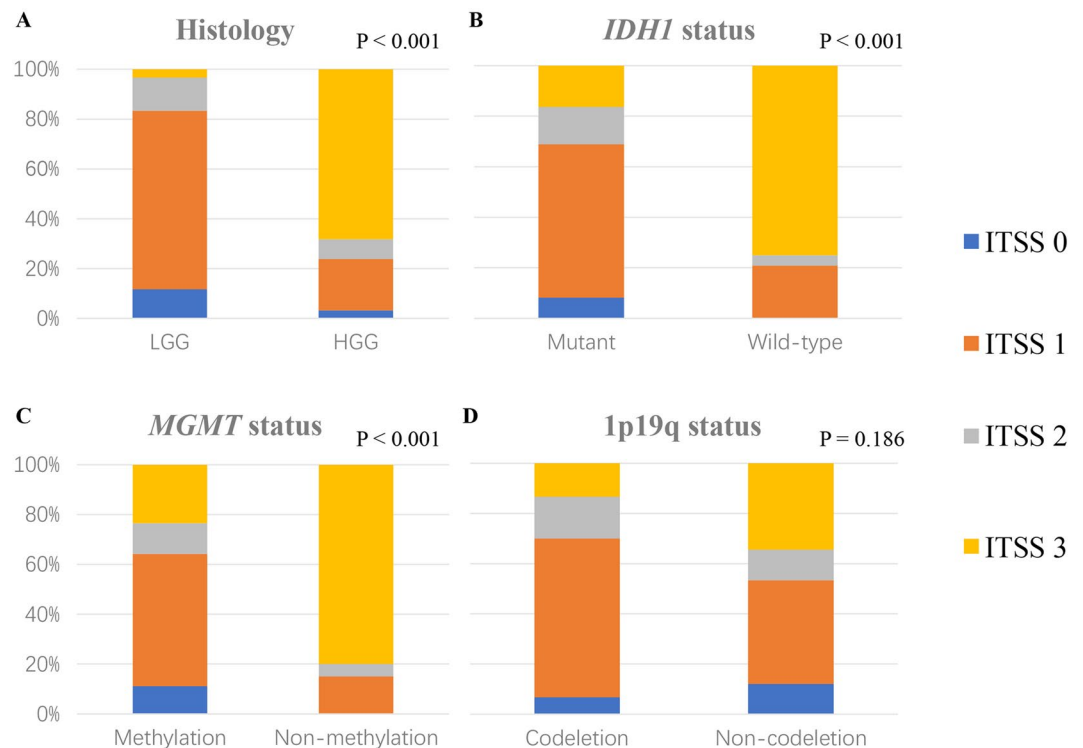 A
Histology
P < 0.001
100%
80%
60%
40%
20%
0%
LGG
HGG
B
IDH1 status
P < 0.001
Mutant
Wild-type
C
MGMT status
P < 0.001
100%
80%
60%
40%
20%
0%
Methylation
Non-methylation
D
1p19q status
P = 0.186
Codeletion
Non-codeletion
ITSS 0
ITSS 1
ITSS 2
ITSS 3